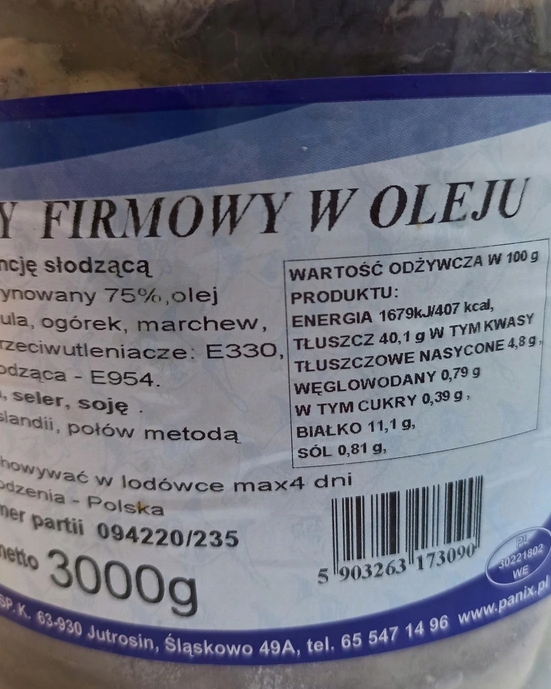 Y FIRMOWY W OLEJU
ncję słodzącą
ynowany 75%,olej
ula, ogórek, marchew,
rzeciwutleniacze: E330,
odząca - E954.
, seler, soję .
slandii, połów metodą
WARTOŚĆ ODŻYWCZA W 100 g
PRODUKTU:
ENERGIA 1679kJ/407 kcal,
TŁUSZCZ 40,1 g W TYM KWASY
TŁUSZCZOWE NASYCONE 4,8 g,
WĘGLOWODANY 0,79 g
W TYM CUKRY 0,39 g,
BIAŁKO 11,1 g,
SÓL 0,81 g,
howywać w lodówce max4 dni
odzenia - Polska
mer partii 094220/235
netto 3000g
5 903263 173090
PL
30221802
WE
SP. K. 63-930 Jutrosin, Śląskowo 49A, tel. 65 547 14 96 www.panix.pl